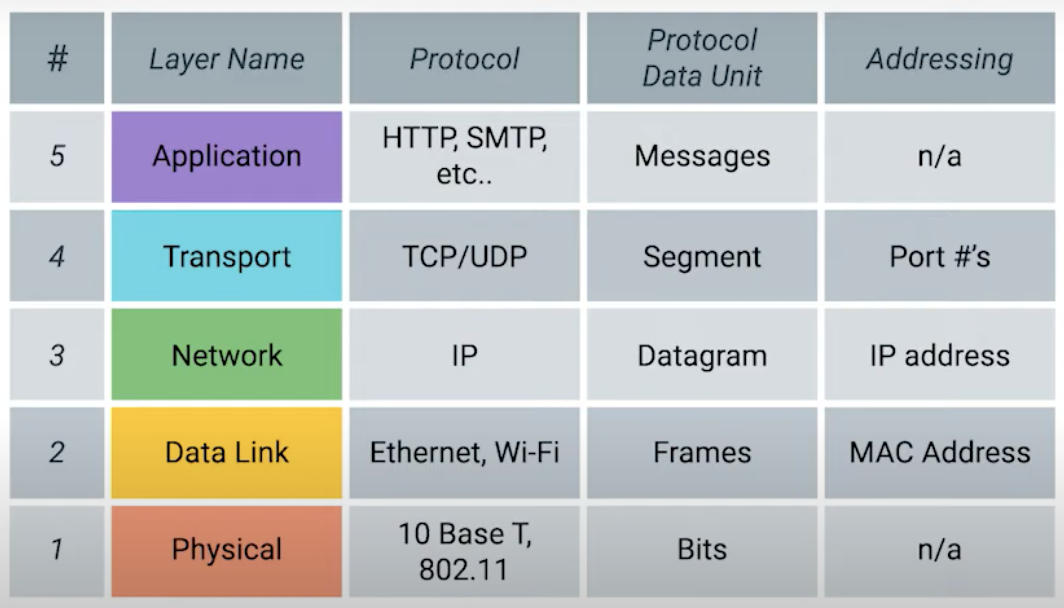 # Layer Name Protocol Protocol Data Unit Addressing
5 Application HTTP, SMTP, etc.. Messages n/a
4 Transport TCP/UDP Segment Port #'s
3 Network IP Datagram IP address
2 Data Link Ethernet, Wi-Fi Frames MAC Address
1 Physical 10 Base T, 802.11 Bits n/a